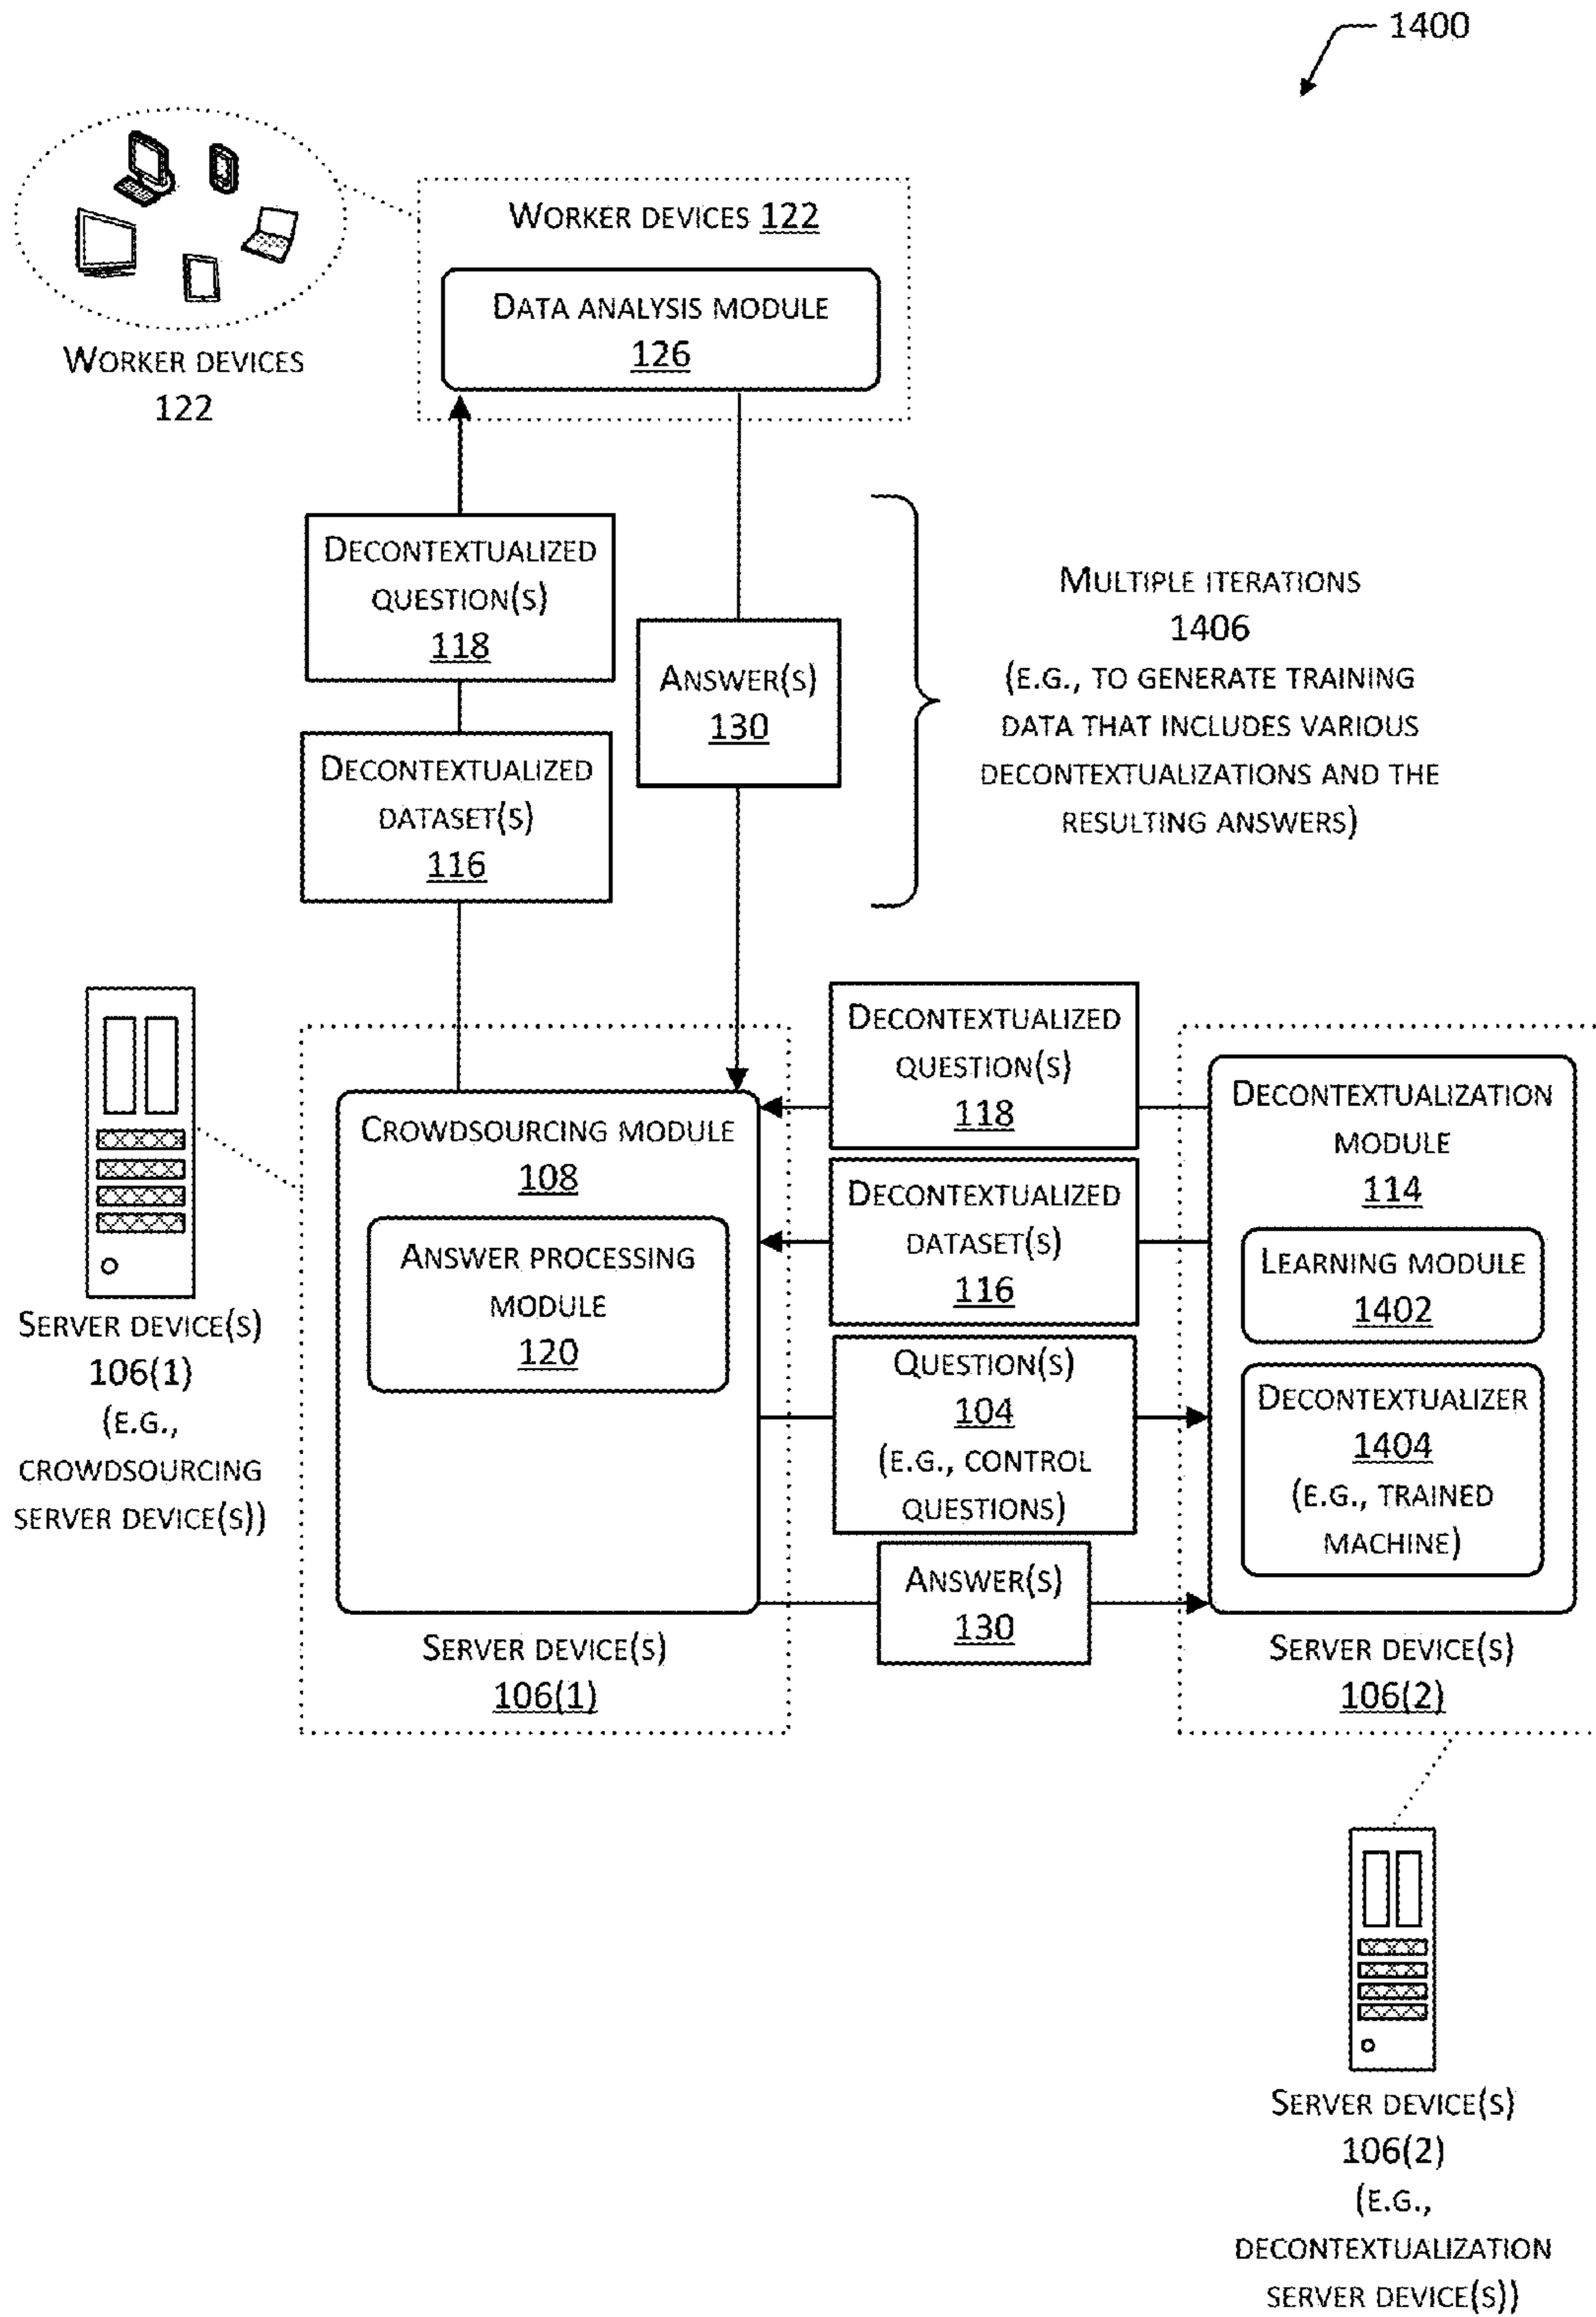 1400
WORKER DEVICES 122
DATA ANALYSIS MODULE
126
WORKER DEVICES
122
DECONTEXTUALIZED
QUESTION(S)
118
ANSWER(S)
130
DECONTEXTUALIZED
DATASET(S)
116
MULTIPLE ITERATIONS
1406
(E.G., TO GENERATE TRAINING
DATA THAT INCLUDES VARIOUS
DECONTEXTUALIZATIONS AND THE
RESULTING ANSWERS)
SERVER DEVICE(S)
106(1)
(E.G.,
CROWDSOURCING
SERVER DEVICE(S))
CROWDSOURCING MODULE
108
ANSWER PROCESSING
MODULE
120
SERVER DEVICE(S)
106(1)
DECONTEXTUALIZED
QUESTION(S)
118
DECONTEXTUALIZED
DATASET(S)
116
QUESTION(S)
104
(E.G., CONTROL
QUESTIONS)
ANSWER(S)
130
DECONTEXTUALIZATION
MODULE
114
LEARNING MODULE
1402
DECONTEXTUALIZER
1404
(E.G., TRAINED
MACHINE)
SERVER DEVICE(S)
106(2)
SERVER DEVICE(S)
106(2)
(E.G.,
DECONTEXTUALIZATION
SERVER DEVICE(S))